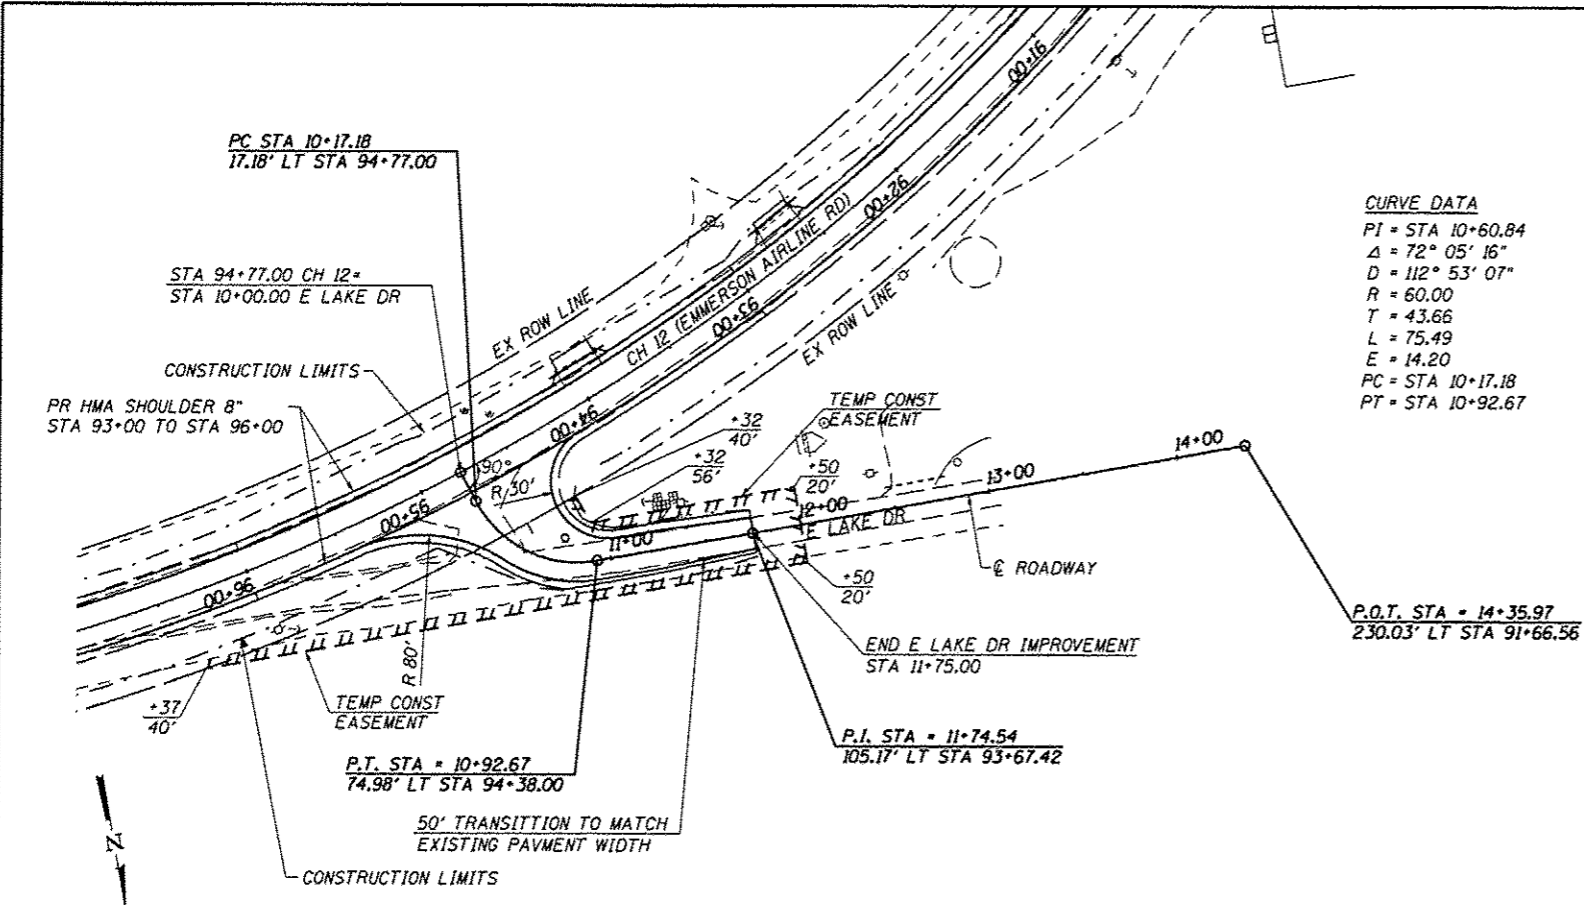 PC STA 10+17.18
17.18' LT STA 94+77.00
STA 94+77.00 CH 12=
STA 10+00.00 E LAKE DR
CONSTRUCTION LIMITS
PR HMA SHOULDER 8"
STA 93+00 TO STA 96+00
EX ROW LINE
CH 12 (EMMERSON AIRLINE RD)
EX ROW LINE
91+00
92+00
93+00
94+00
95+00
96+00
CURVE DATA
PI = STA 10+60.84
Δ = 72° 05' 16"
D = 112° 53' 07"
R = 60.00
T = 43.66
L = 75.49
E = 14.20
PC = STA 10+17.18
PT = STA 10+92.67
TEMP CONST
EASEMENT
+32
40'
+32
56'
+50
20'
90°
R 30'
11+00
12+00
13+00
14+00
E LAKE DR
℄ ROADWAY
+50
20'
END E LAKE DR IMPROVEMENT
STA 11+75.00
P.O.T. STA = 14+35.97
230.03' LT STA 91+66.56
R 80'
+37
40'
TEMP CONST
EASEMENT
P.T. STA = 10+92.67
74.98' LT STA 94+38.00
P.I. STA = 11+74.54
105.17' LT STA 93+67.42
50' TRANSITTION TO MATCH
EXISTING PAVMENT WIDTH
CONSTRUCTION LIMITS
N